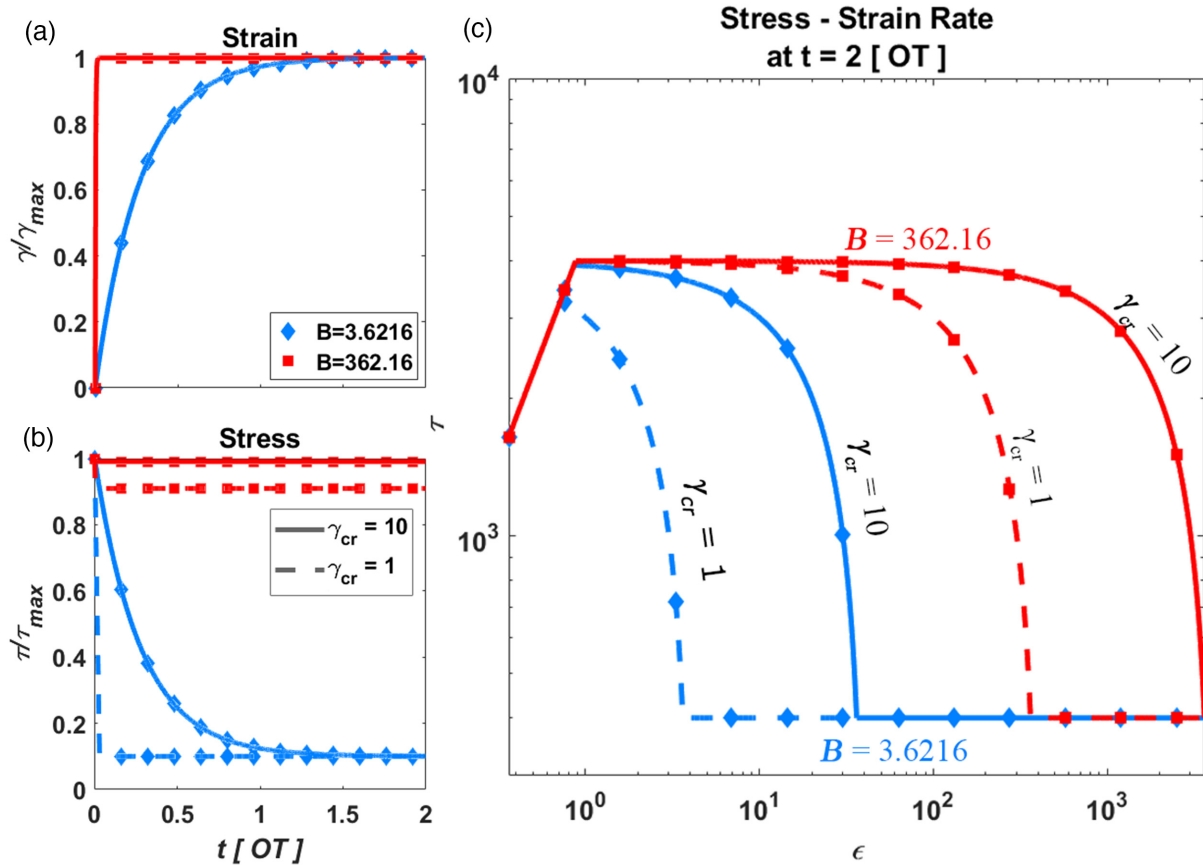 (a)
Strain
1
0.8
0.6
0.4
0.2
0
γ/γmax
B=3.6216
B=362.16
(b)
Stress
1
0.8
0.6
0.4
0.2
0
τ/τmax
γcr = 10
γcr = 1
0 0.5 1 1.5 2
t [ OT ]
(c)
Stress - Strain Rate
at t = 2 [ OT ]
10⁴
10³
τ
B = 362.16
γcr = 10
γcr = 1
γcr = 10
γcr = 1
B = 3.6216
10⁰ 10¹ 10² 10³
ϵ